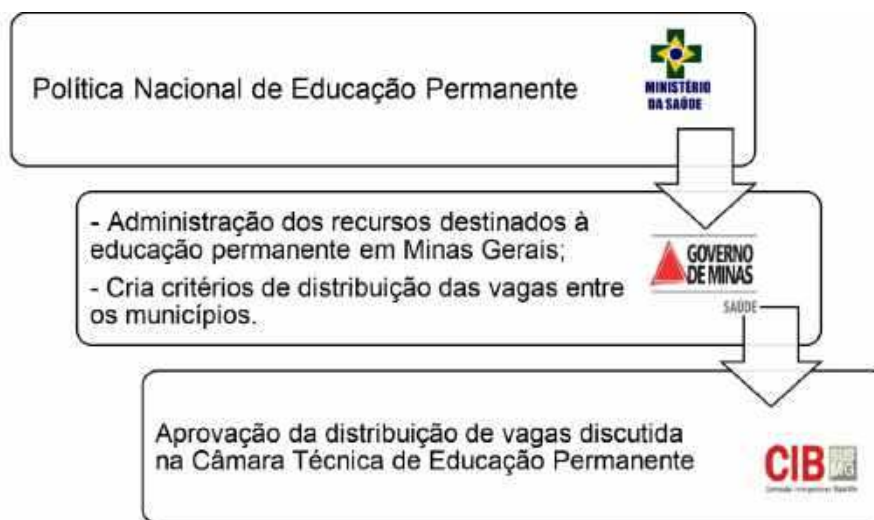 Política Nacional de Educação Permanente
MINISTÉRIO
DA SAÚDE
- Administração dos recursos destinados à
educação permanente em Minas Gerais;
- Cria critérios de distribuição das vagas entre
os municípios.
GOVERNO
DE MINAS
SAÚDE
Aprovação da distribuição de vagas discutida
na Câmara Técnica de Educação Permanente
CIB
SUS
MG